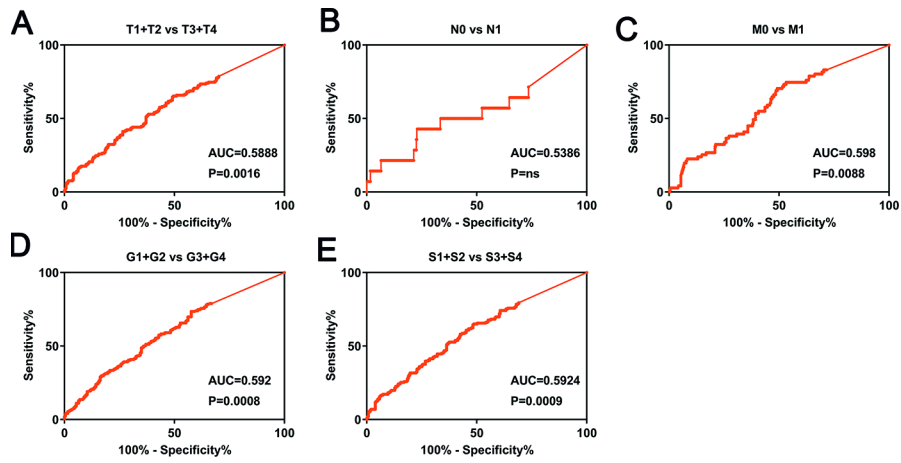 A
T1+T2 vs T3+T4
Sensitivity%
100
50
0
AUC=0.5888
P=0.0016
0 50 100
100% - Specificity%
B
N0 vs N1
Sensitivity%
100
50
0
AUC=0.5386
P=ns
0 50 100
100% - Specificity%
C
M0 vs M1
Sensitivity%
100
50
0
AUC=0.598
P=0.0088
0 50 100
100% - Specificity%
D
G1+G2 vs G3+G4
Sensitivity%
100
50
0
AUC=0.592
P=0.0008
0 50 100
100% - Specificity%
E
S1+S2 vs S3+S4
Sensitivity%
100
50
0
AUC=0.5924
P=0.0009
0 50 100
100% - Specificity%